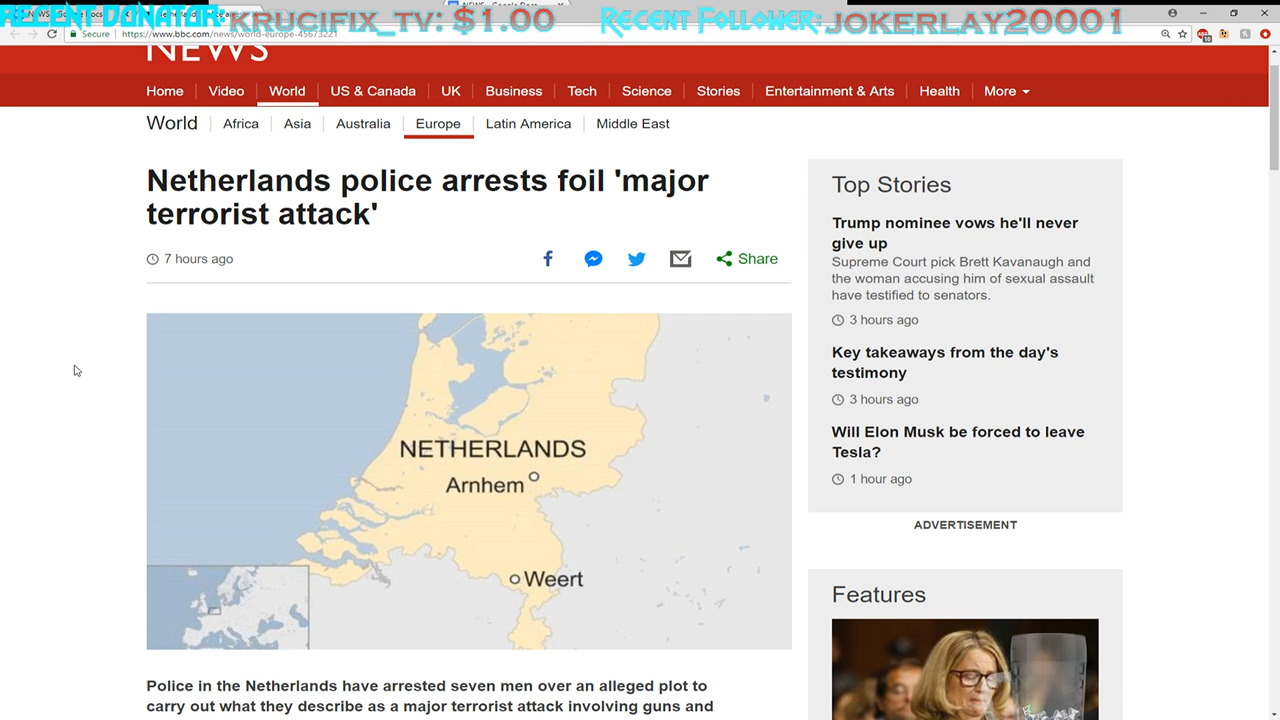 RECENT DONATOR: KRUCIFIX_TV: $1.00
Recent Follower: JOKERLAY20001
Secure
https://www.bbc.com/news/world-europe-45673221
NEWS
Home Video World US & Canada UK Business Tech Science Stories Entertainment & Arts Health More
World Africa Asia Australia Europe Latin America Middle East
Netherlands police arrests foil 'major
terrorist attack'
7 hours ago
Share
NETHERLANDS
Arnhem
Weert
Police in the Netherlands have arrested seven men over an alleged plot to
carry out what they describe as a major terrorist attack involving guns and
Top Stories
Trump nominee vows he'll never
give up
Supreme Court pick Brett Kavanaugh and
the woman accusing him of sexual assault
have testified to senators.
3 hours ago
Key takeaways from the day's
testimony
3 hours ago
Will Elon Musk be forced to leave
Tesla?
1 hour ago
ADVERTISEMENT
Features